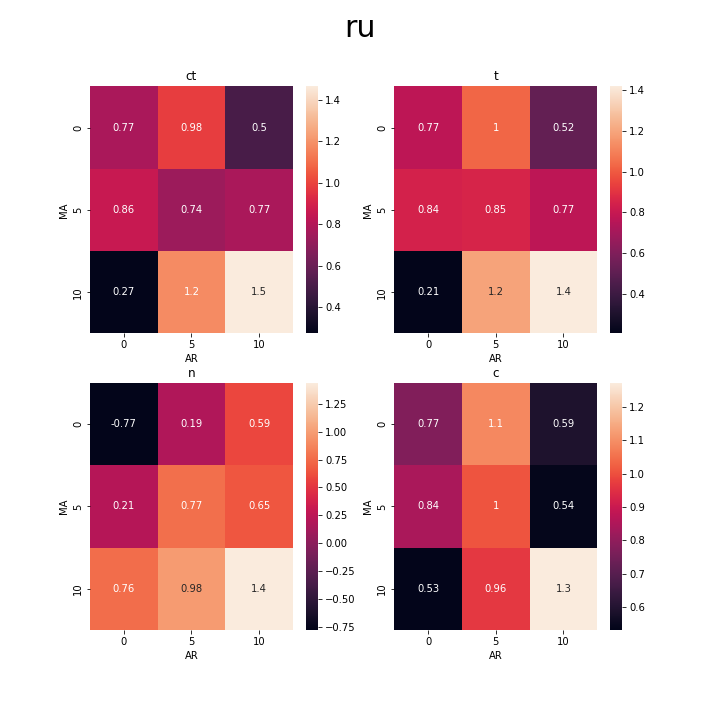 ru
ct
t
0.77 0.98 0.5
0.86 0.74 0.77
0.27 1.2 1.5
0
5
10
MA
0 5 10
AR
1.4
1.2
1.0
0.8
0.6
0.4
0.77 1 0.52
0.84 0.85 0.77
0.21 1.2 1.4
0
5
10
MA
0 5 10
AR
1.4
1.2
1.0
0.8
0.6
0.4
n
c
-0.77 0.19 0.59
0.21 0.77 0.65
0.76 0.98 1.4
0
5
10
MA
0 5 10
AR
1.25
1.00
0.75
0.50
0.25
0.00
−0.25
−0.50
−0.75
0.77 1.1 0.59
0.84 1 0.54
0.53 0.96 1.3
0
5
10
MA
0 5 10
AR
1.2
1.1
1.0
0.9
0.8
0.7
0.6